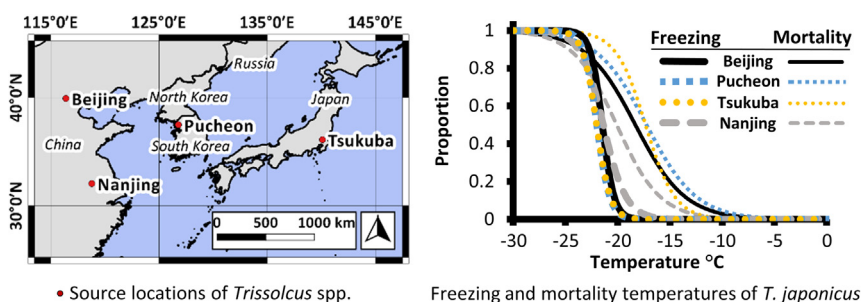 115°0'E 125°0'E 135°0'E 145°0'E
40°0'N
30°0'N
Russia
Beijing
North Korea
Japan
Pucheon
China
South Korea
Tsukuba
Nanjing
0 500 1000 km
• Source locations of Trissolcus spp.
Proportion
1
0.8
0.6
0.4
0.2
0
Freezing Mortality
Beijing
Pucheon
Tsukuba
Nanjing
-30 -25 -20 -15 -10 -5 0
Temperature °C
Freezing and mortality temperatures of T. japonicus